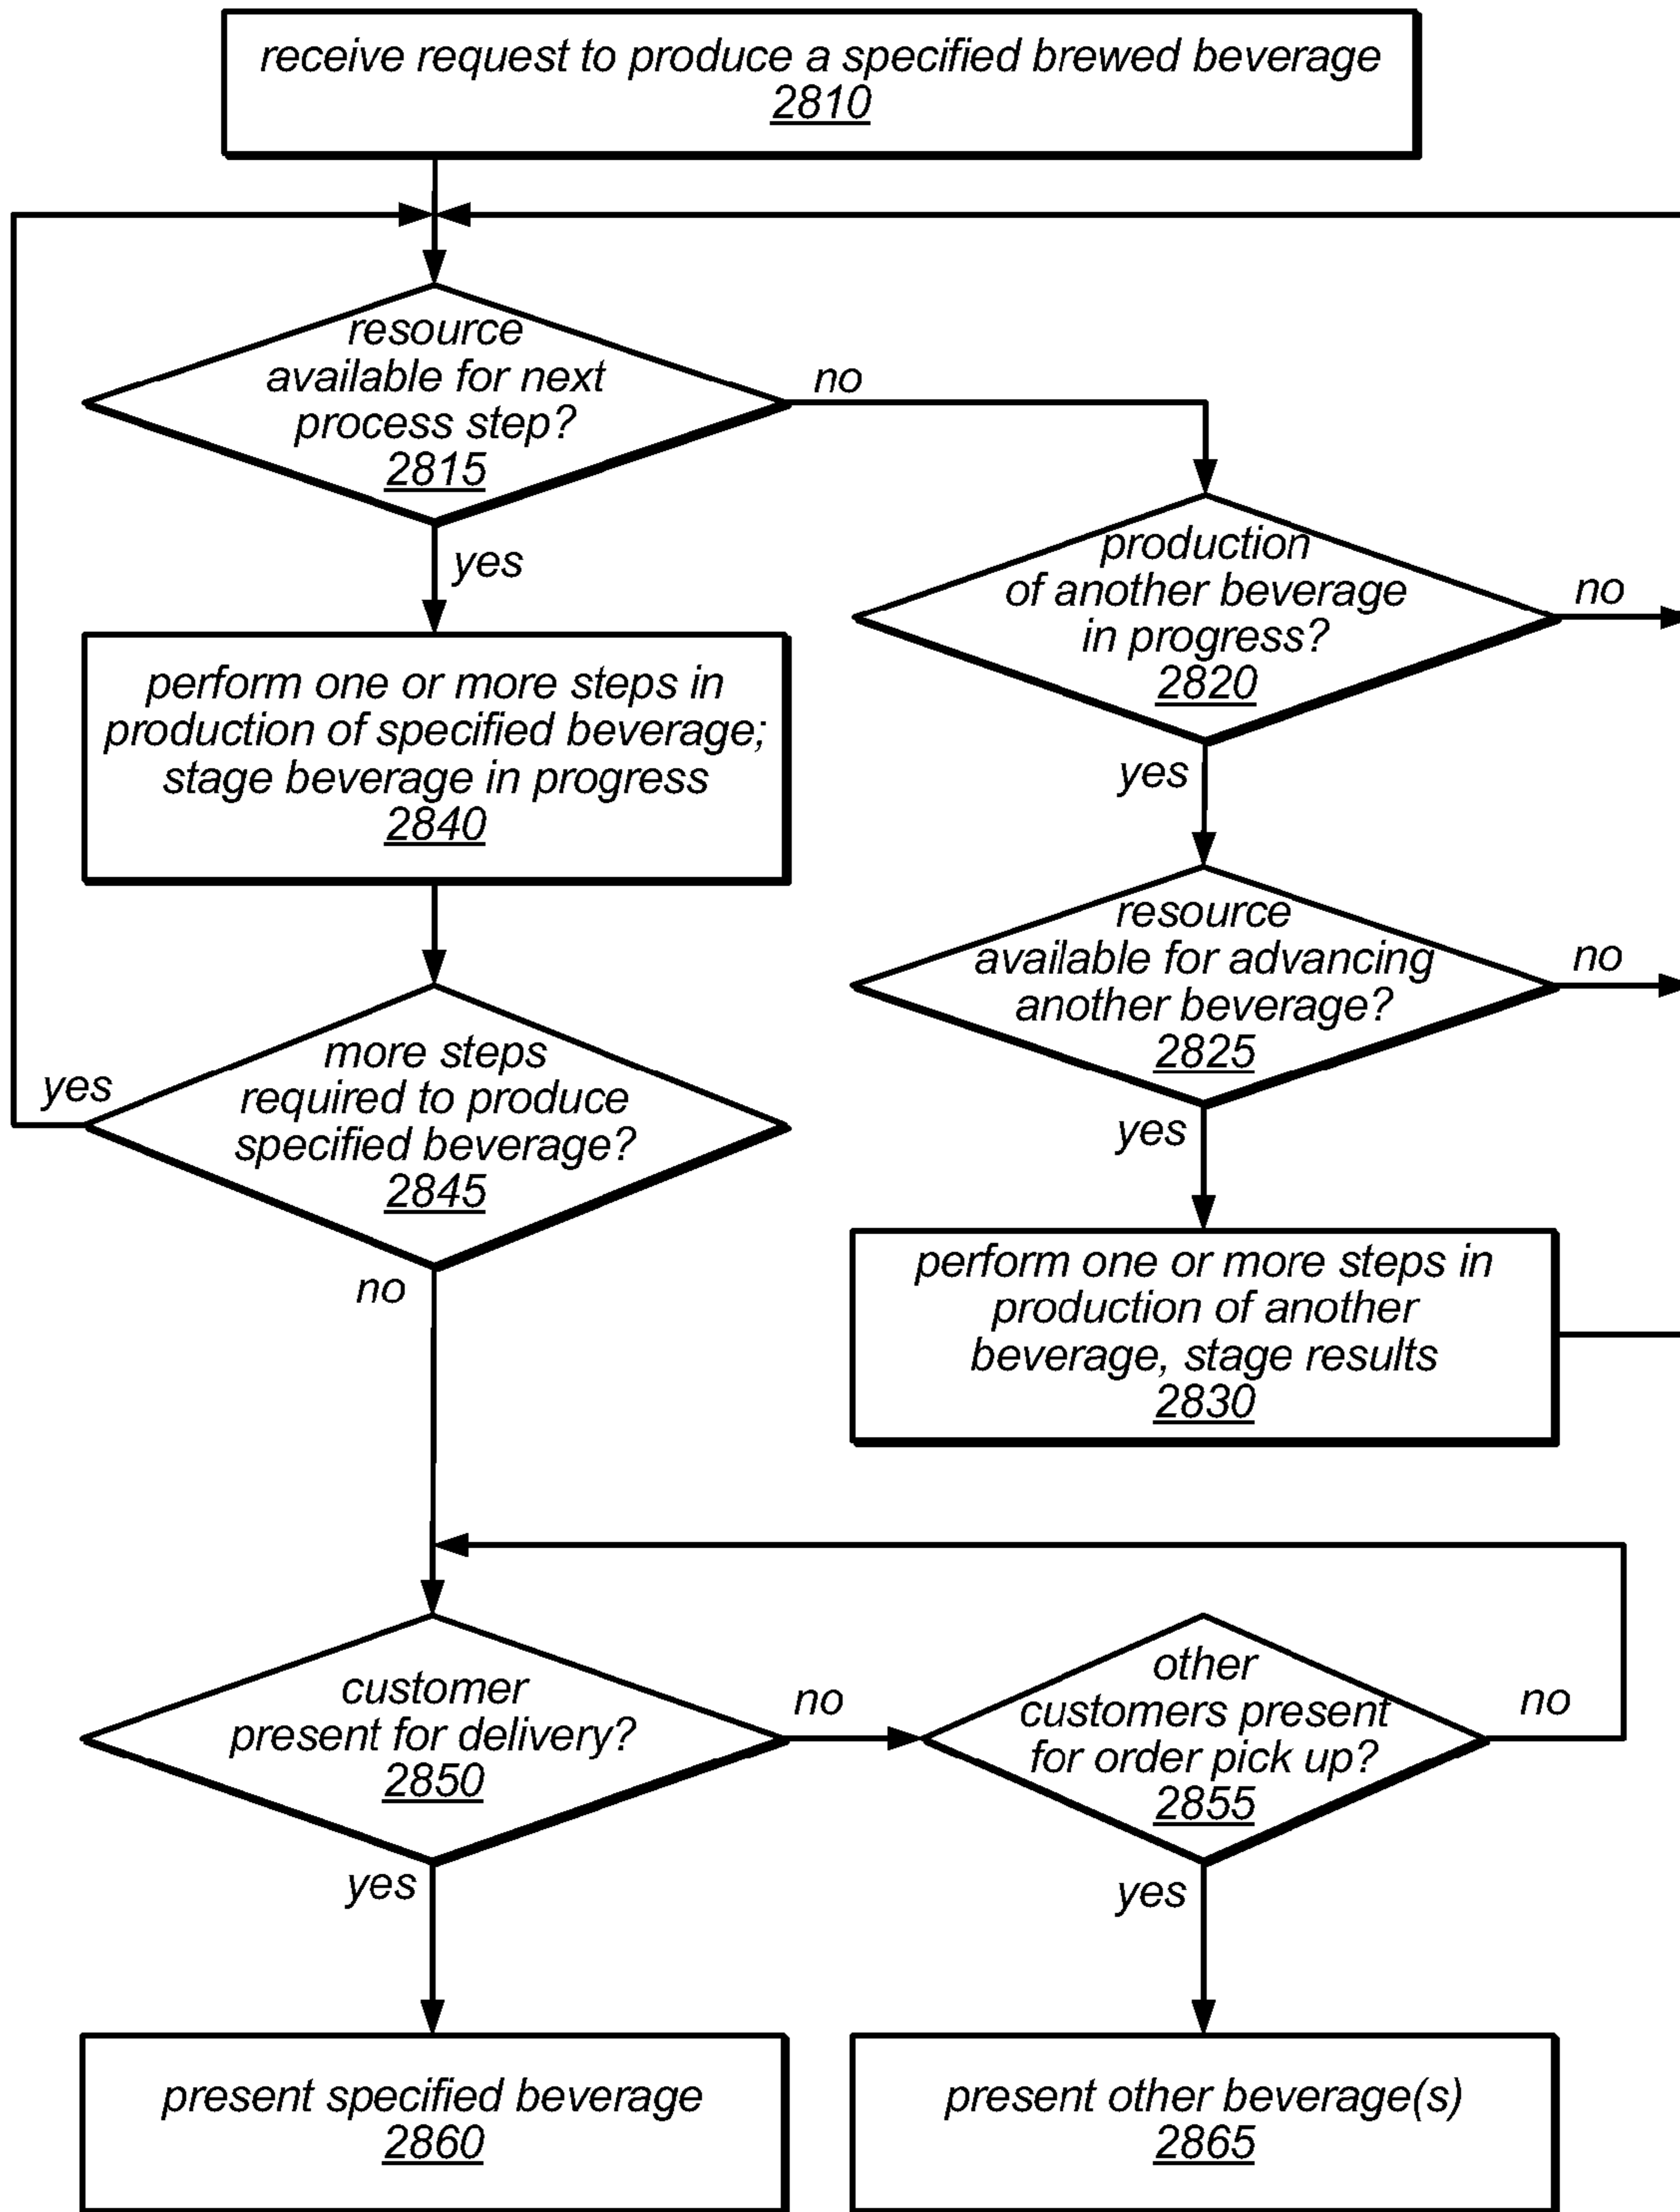 receive request to produce a specified brewed beverage
2810
resource
available for next
process step?
2815
no
yes
production
of another beverage
in progress?
2820
no
yes
perform one or more steps in
production of specified beverage;
stage beverage in progress
2840
resource
available for advancing
another beverage?
2825
no
yes
more steps
required to produce
specified beverage?
2845
yes
no
perform one or more steps in
production of another
beverage, stage results
2830
customer
present for delivery?
2850
no
yes
other
customers present
for order pick up?
2855
no
yes
present specified beverage
2860
present other beverage(s)
2865